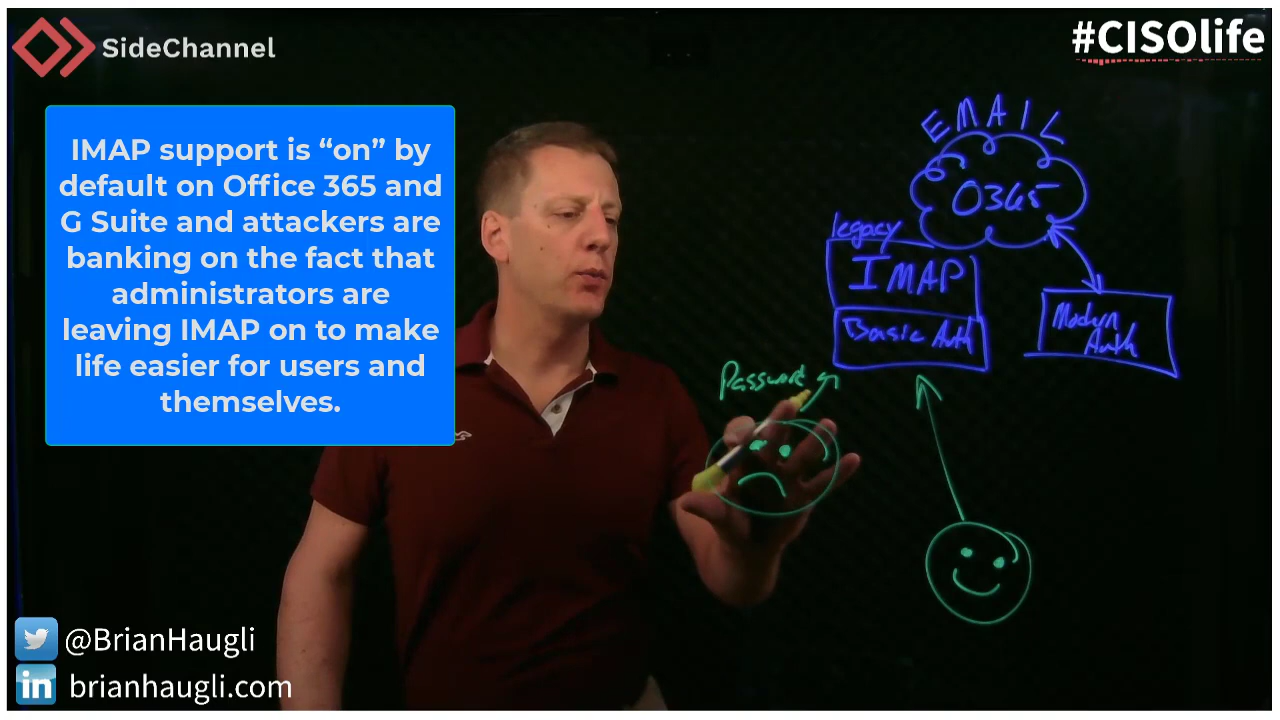 SideChannel
#CISOlife
IMAP support is “on” by
default on Office 365 and
G Suite and attackers are
banking on the fact that
administrators are
leaving IMAP on to make
life easier for users and
themselves.
EMAIL
O365
legacy
IMAP
Basic Auth
Modern
Auth
Password
@BrianHaugli
in brianhaugli.com